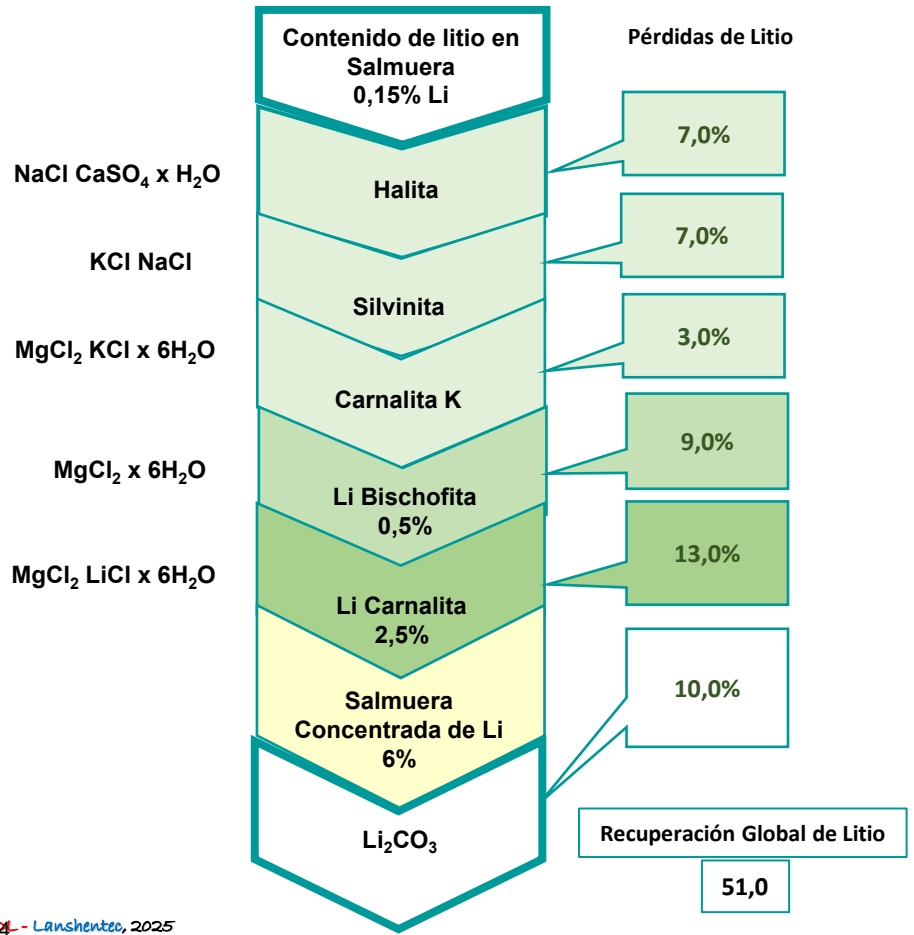 Contenido de litio en
Salmuera
0,15% Li
Pérdidas de Litio
7,0%
NaCl CaSO₄ x H₂O
Halita
7,0%
KCl NaCl
Silvinita
3,0%
MgCl₂ KCl x 6H₂O
Carnalita K
9,0%
MgCl₂ x 6H₂O
Li Bischofita
0,5%
13,0%
MgCl₂ LiCl x 6H₂O
Li Carnalita
2,5%
10,0%
Salmuera
Concentrada de Li
6%
Li₂CO₃
Recuperación Global de Litio
51,0
- Lanshentec, 2025